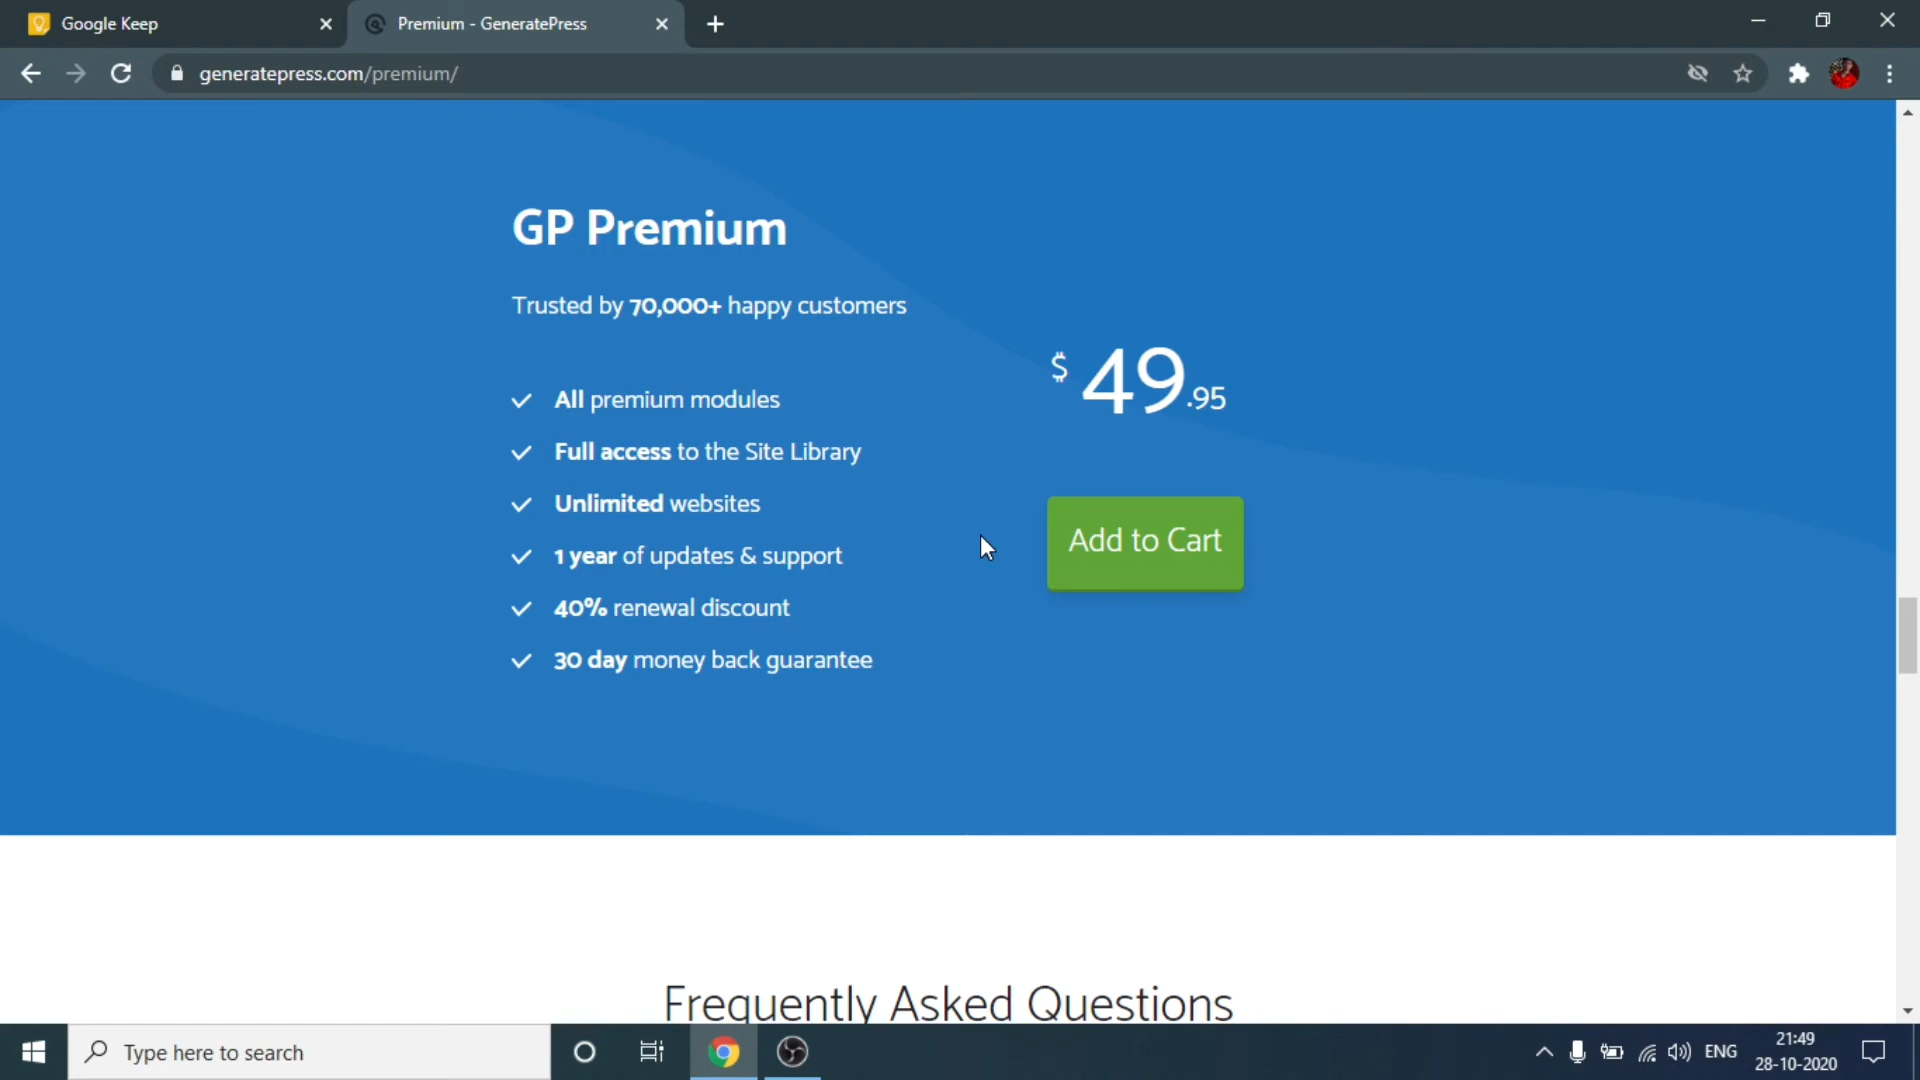 Google Keep
Premium - GeneratePress
generatepress.com/premium/
GP Premium
Trusted by 70,000+ happy customers
All premium modules
Full access to the Site Library
Unlimited websites
1 year of updates & support
40% renewal discount
30 day money back guarantee
$ 49.95
Add to Cart
Frequently Asked Questions
Type here to search
ENG
21:49
28-10-2020